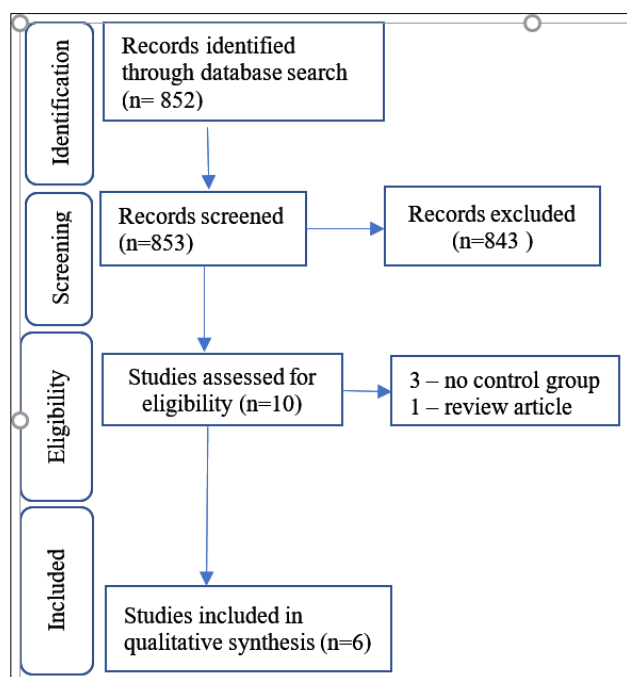 Identification
Records identified
through database search
(n= 852)
Screening
Records screened
(n=853)
Records excluded
(n=843 )
Eligibility
Studies assessed for
eligibility (n=10)
3 – no control group
1 – review article
Included
Studies included in
qualitative synthesis (n=6)